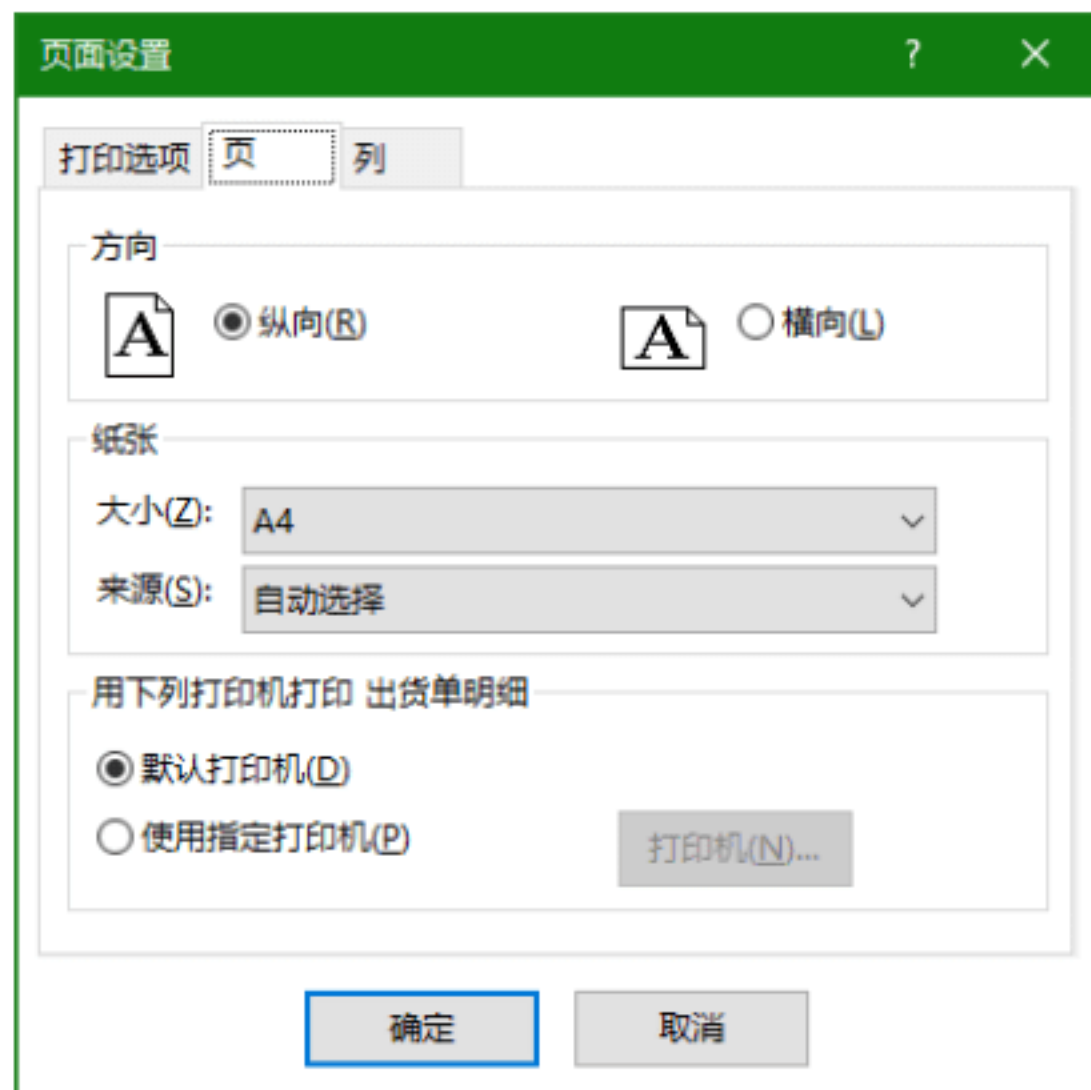 页面设置
打印选项 页 列
方向
A 纵向(R) A 横向(L)
纸张
大小(Z): A4
来源(S): 自动选择
用下列打印机打印 出货单明细
默认打印机(D)
使用指定打印机(P) 打印机(N)...
确定 取消